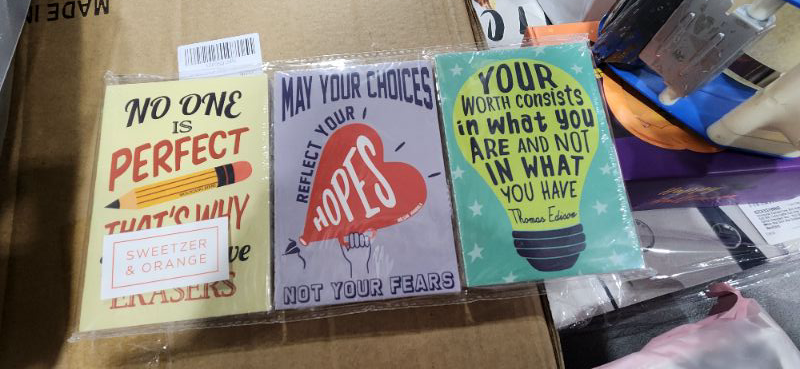 MADE IN
NO ONE
IS
PERFECT
THAT'S WHY
ve
ERASERS
SWEETZER
& ORANGE
MAY YOUR CHOICES
REFLECT YOUR
HOPES
NOT YOUR FEARS
YOUR
WORTH consists
in what you
ARE AND NOT
IN WHAT
YOU HAVE
Thomas Edison